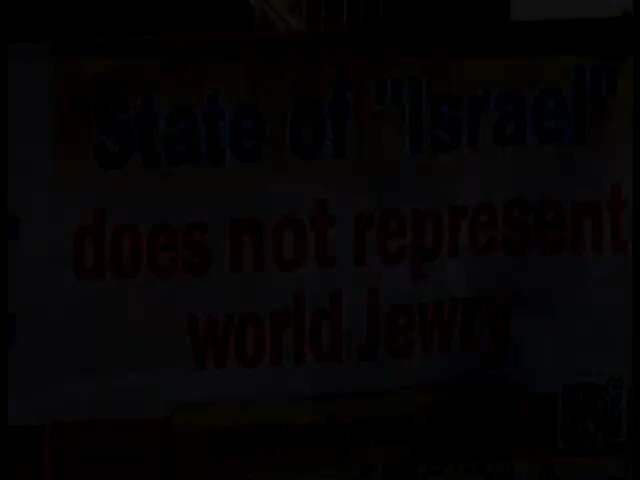 State of "Israel"
does not represent
world Jewry